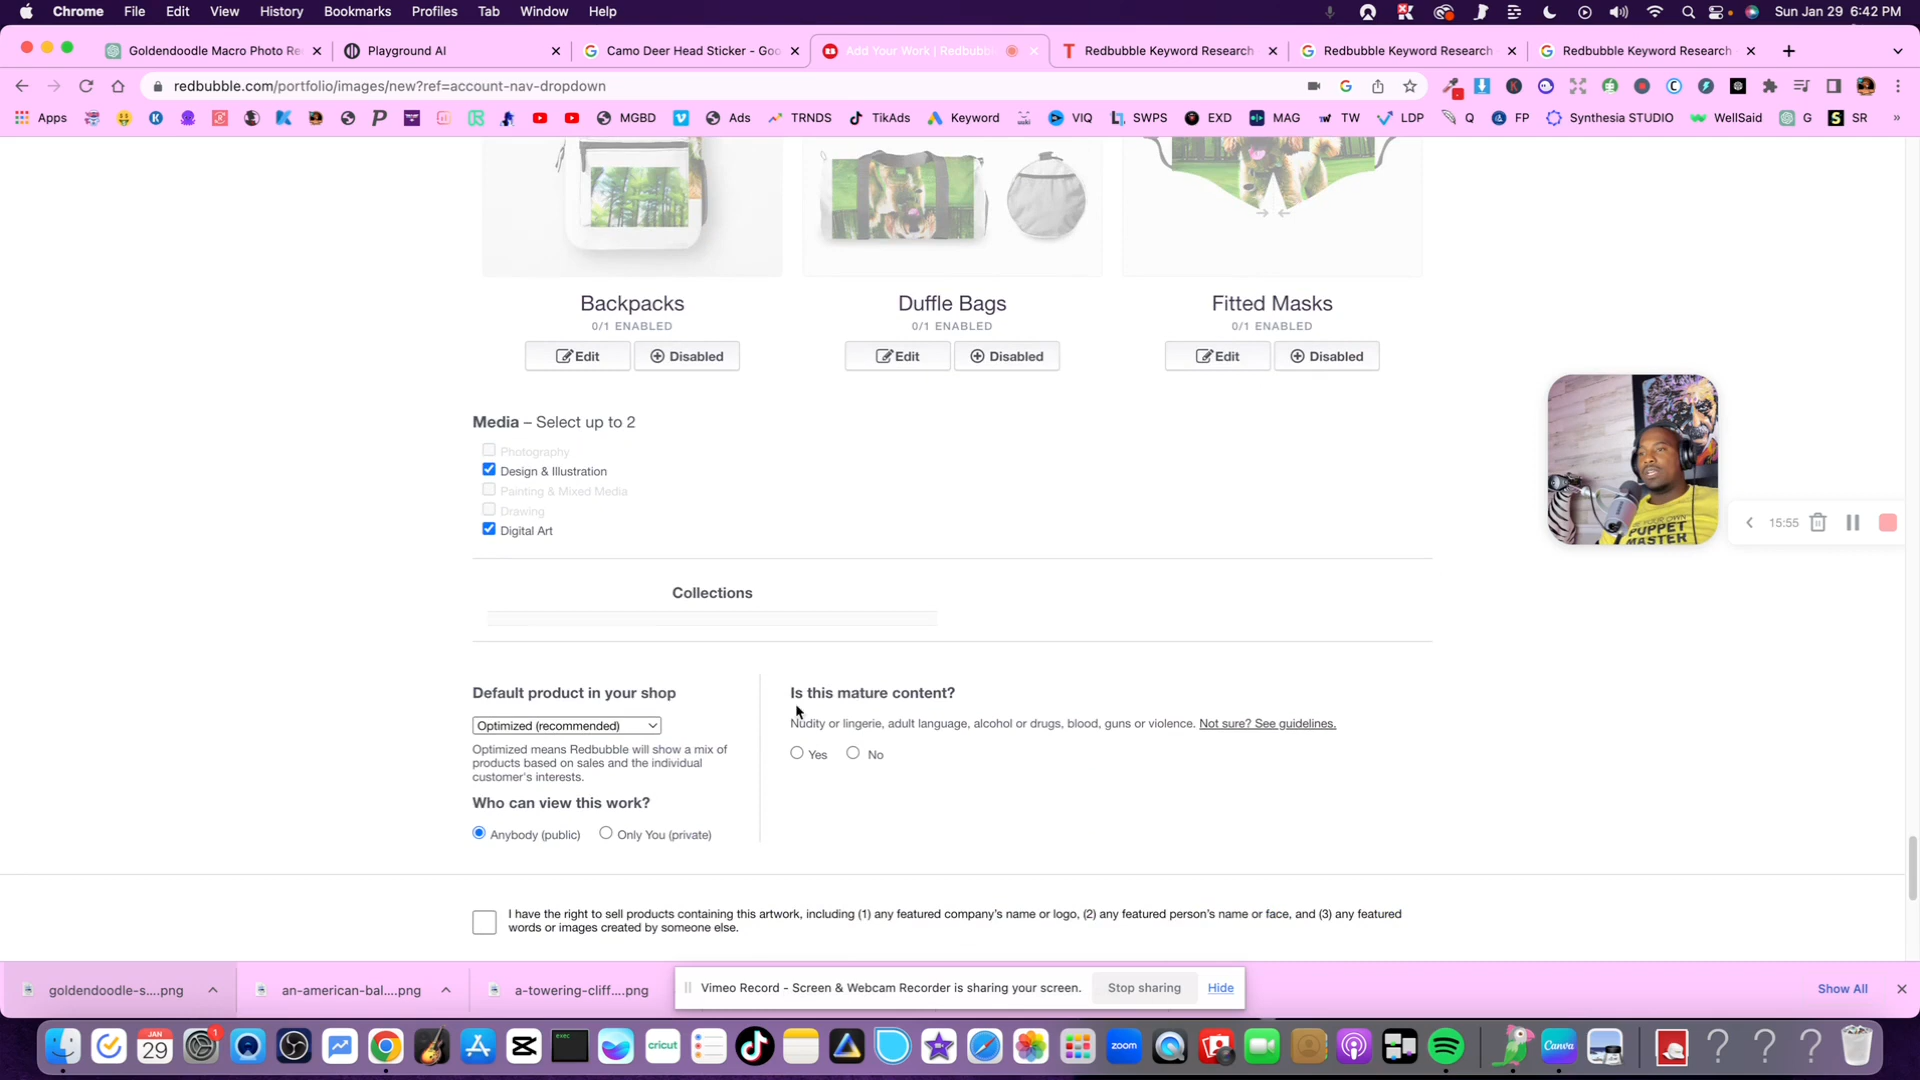 Chrome File Edit View History Bookmarks Profiles Tab Window Help Sun Jan 29 6:42 PM
Goldendoodle Macro Photo Re Playground AI Camo Deer Head Sticker - Goo Add Your Work | Redbubb Redbubble Keyword Research Redbubble Keyword Research Redbubble Keyword Research
redbubble.com/portfolio/images/new?ref=account-nav-dropdown
Apps MGBD Ads TRNDS TikAds Keyword VIQ SWPS EXD MAG TW LDP Q FP Synthesia STUDIO WellSaid G SR »
Backpacks Duffle Bags Fitted Masks
0/1 ENABLED 0/1 ENABLED 0/1 ENABLED
Edit Disabled Edit Disabled Edit Disabled
Media – Select up to 2
Photography
Design & Illustration
Painting & Mixed Media
Drawing
Digital Art
PUPPET
MASTER
15:55
Collections
Default product in your shop
Optimized (recommended)
Optimized means Redbubble will show a mix of
products based on sales and the individual
customer's interests.
Who can view this work?
Anybody (public) Only You (private)
Is this mature content?
Nudity or lingerie, adult language, alcohol or drugs, blood, guns or violence. Not sure? See guidelines.
Yes No
I have the right to sell products containing this artwork, including (1) any featured company's name or logo, (2) any featured person's name or face, and (3) any featured
words or images created by someone else.
goldendoodle-s....png an-american-bal....png a-towering-cliff....png Vimeo Record - Screen & Webcam Recorder is sharing your screen. Stop sharing Hide Show All
JAN
29
1
exec
cricut
zoom
Canva